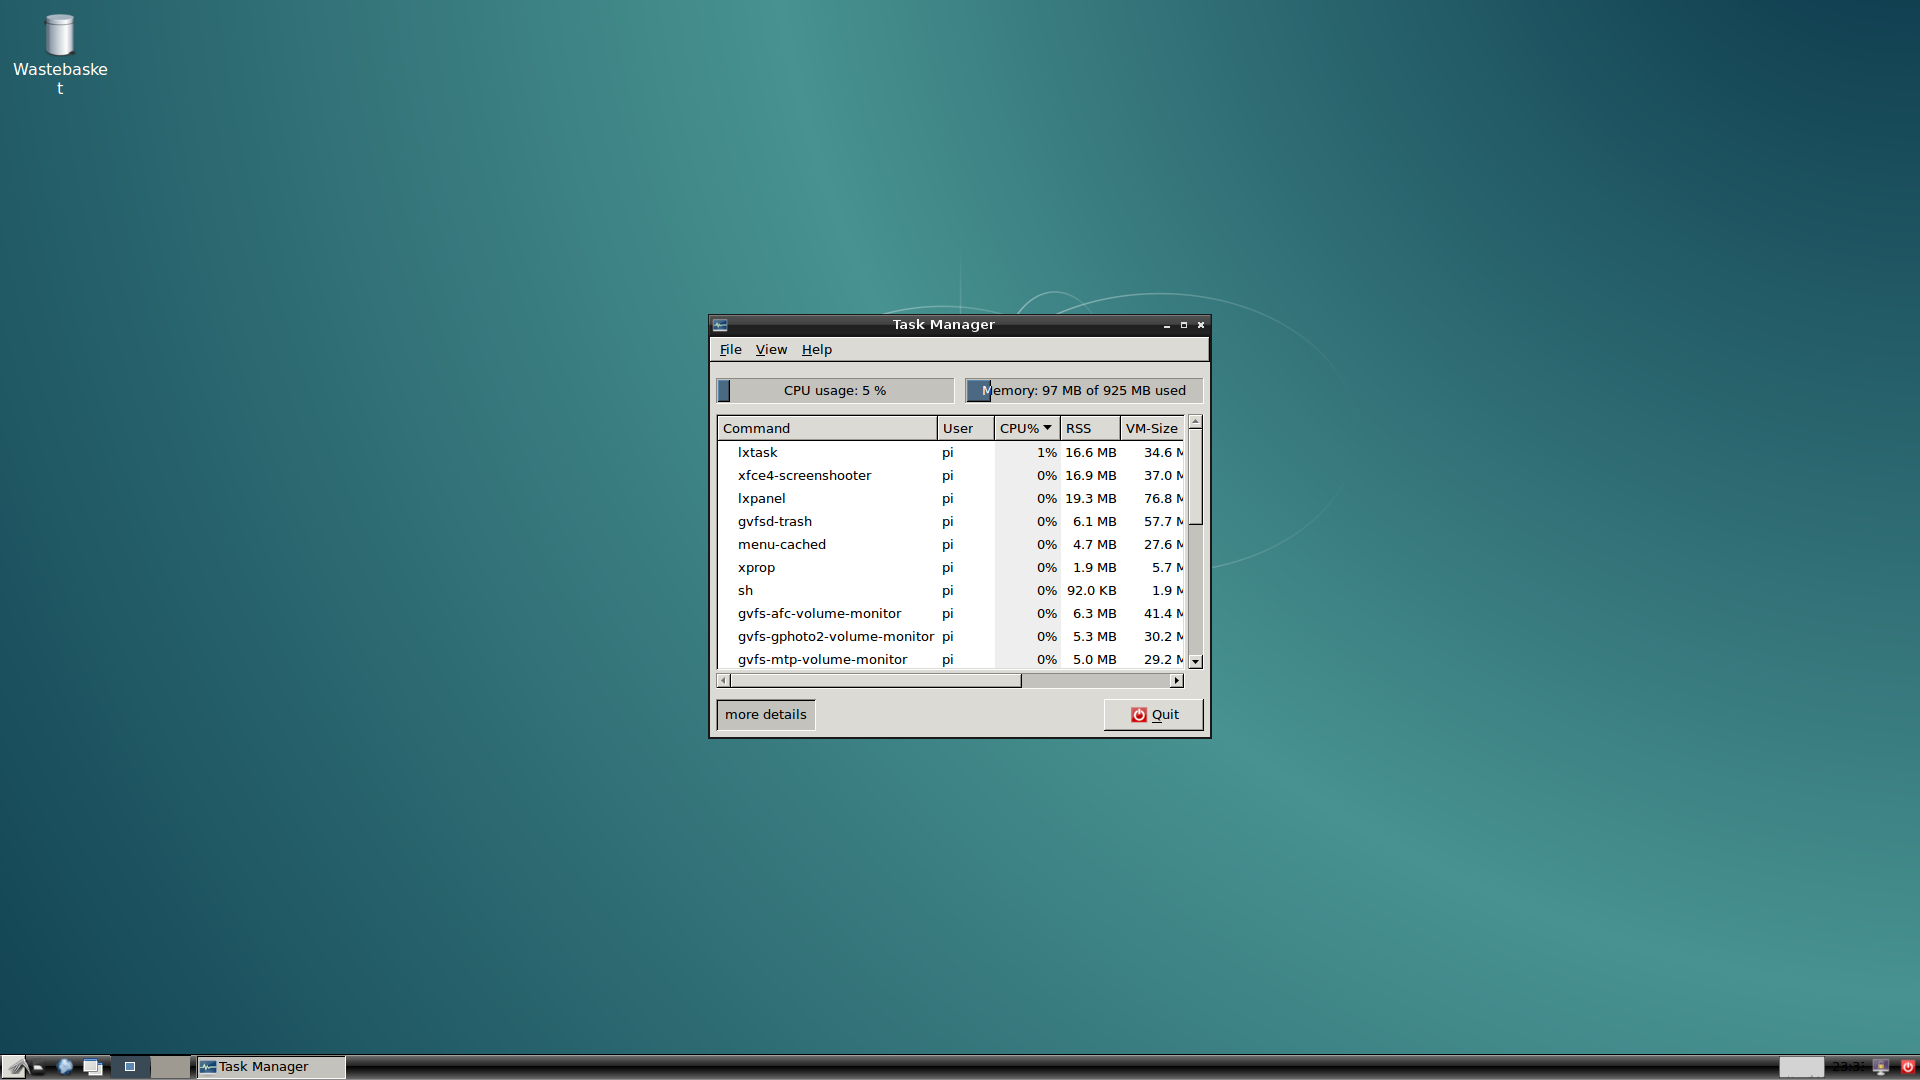 Wastebaske
t
Task Manager
File View Help
CPU usage: 5 % Memory: 97 MB of 925 MB used
Command User CPU% RSS VM-Size
lxtask pi 1% 16.6 MB 34.6 M
xfce4-screenshooter pi 0% 16.9 MB 37.0 M
lxpanel pi 0% 19.3 MB 76.8 M
gvfsd-trash pi 0% 6.1 MB 57.7 M
menu-cached pi 0% 4.7 MB 27.6 M
xprop pi 0% 1.9 MB 5.7 M
sh pi 0% 92.0 KB 1.9 M
gvfs-afc-volume-monitor pi 0% 6.3 MB 41.4 M
gvfs-gphoto2-volume-monitor pi 0% 5.3 MB 30.2 M
gvfs-mtp-volume-monitor pi 0% 5.0 MB 29.2 M
more details Quit
Task Manager